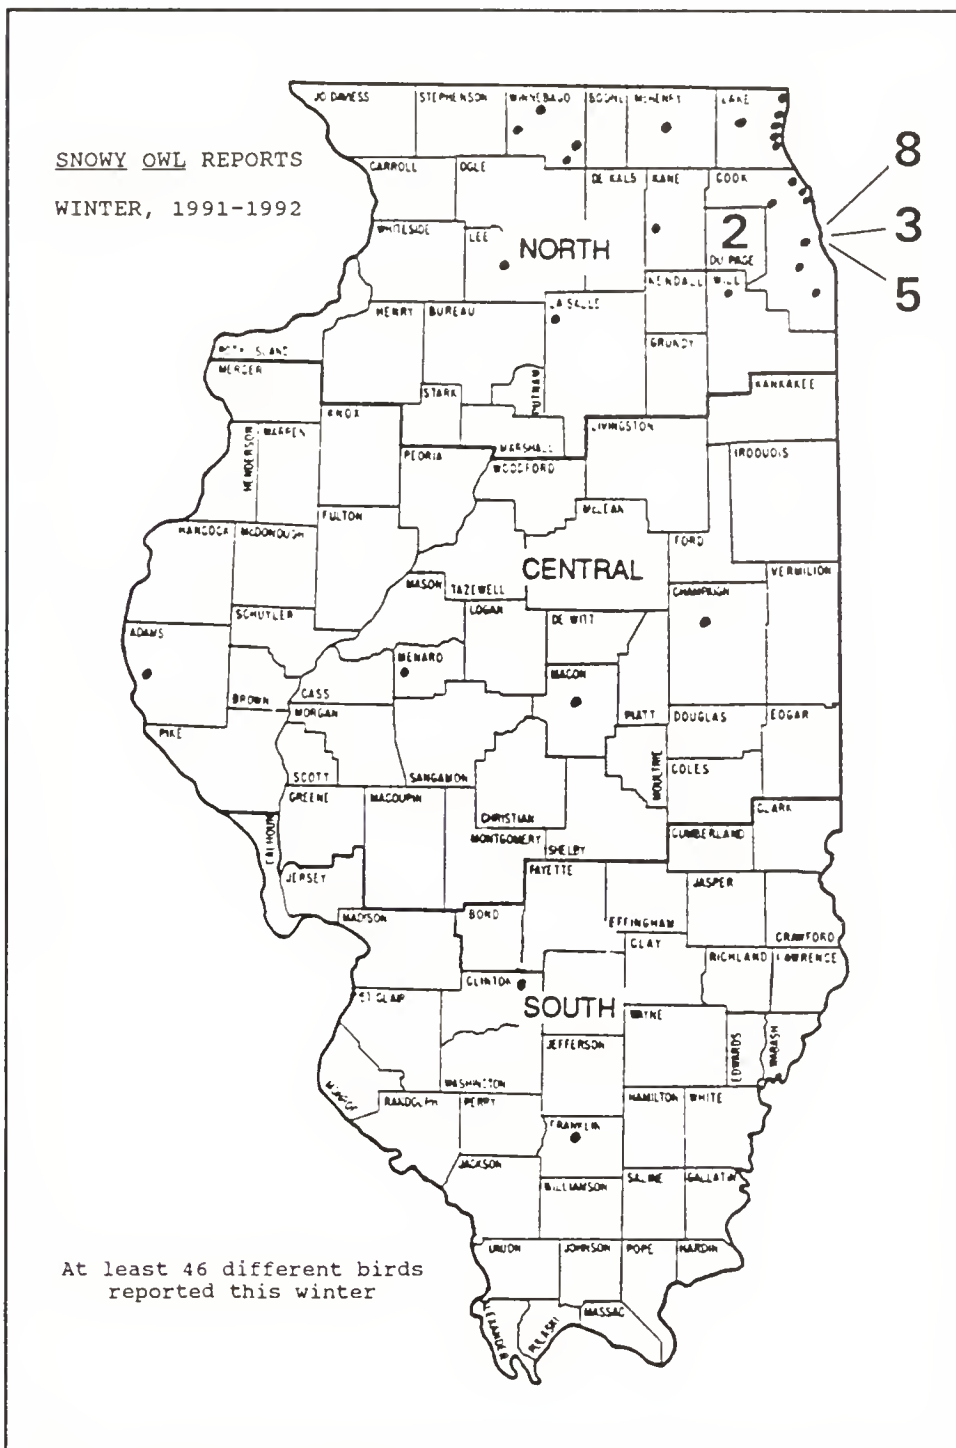 SNOWY OWL REPORTS
WINTER, 1991-1992
JO DAVIESS
STEPHENSON
WINNEBAGO
BOONE
McHENRY
LAKE
CARROLL
OGLE
DE KALB
KANE
COOK
8
3
5
WHITESIDE
LEE
NORTH
2
DU PAGE
KENDALL
WILL
HENRY
BUREAU
LA SALLE
GRUNDY
ROCK ISLAND
MERCER
KANKAKEE
STARK
PUTNAM
KNOX
LIVINGSTON
HENDERSON
WARREN
MARSHALL
PEORIA
WOODFORD
IROQUOIS
FULTON
McLEAN
HANCOCK
McDONOUGH
FORD
CENTRAL
VERMILION
MASON
TAZEWELL
CHAMPAIGN
SCHUYLER
LOGAN
DE WITT
ADAMS
MENARD
MACON
BROWN
CASS
MORGAN
PIATT
DOUGLAS
EDGAR
PIKE
SCOTT
SANGAMON
MOULTRIE
COLES
GREENE
MACOUPIN
CHRISTIAN
CLARK
MONTGOMERY
SHELBY
CUMBERLAND
CALHOUN
FAYETTE
JERSEY
JASPER
MADISON
BOND
EFFINGHAM
CRAWFORD
CLAY
RICHLAND
LAWRENCE
CLINTON
ST CLAIR
SOUTH
WAYNE
EDWARDS
WABASH
JEFFERSON
WASHINGTON
MONROE
RANDOLPH
PERRY
HAMILTON
WHITE
FRANKLIN
JACKSON
WILLIAMSON
SALINE
GALLATIN
UNION
JOHNSON
POPE
HARDIN
At least 46 different birds
reported this winter
ALEXANDER
PULASKI
MASSAC